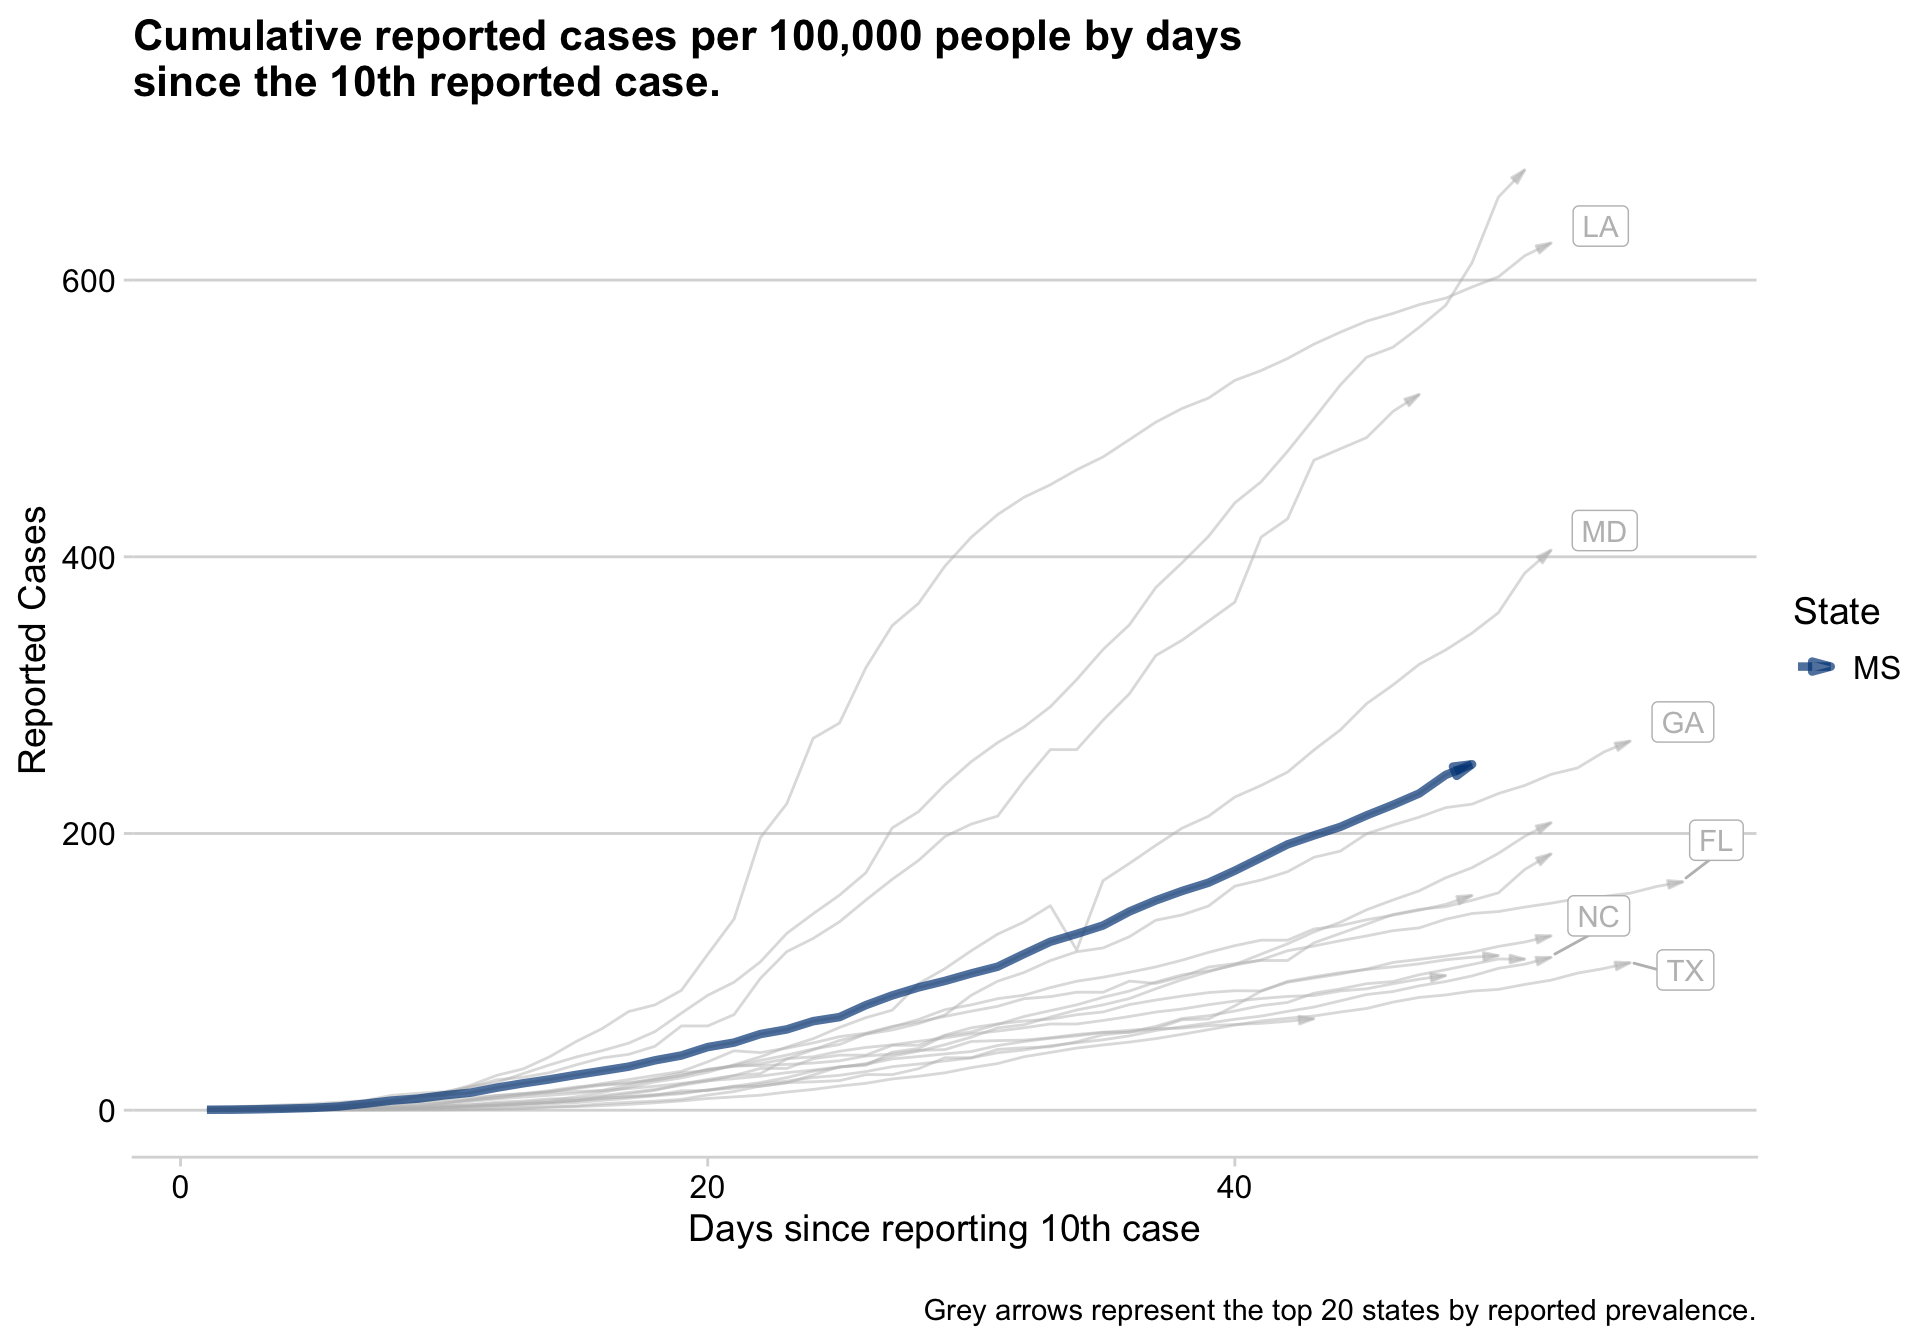 Cumulative reported cases per 100,000 people by days
since the 10th reported case.
LA
600
MD
400
Reported Cases
State
MS
GA
200
FL
NC
TX
0
0
20
40
Days since reporting 10th case
Grey arrows represent the top 20 states by reported prevalence.